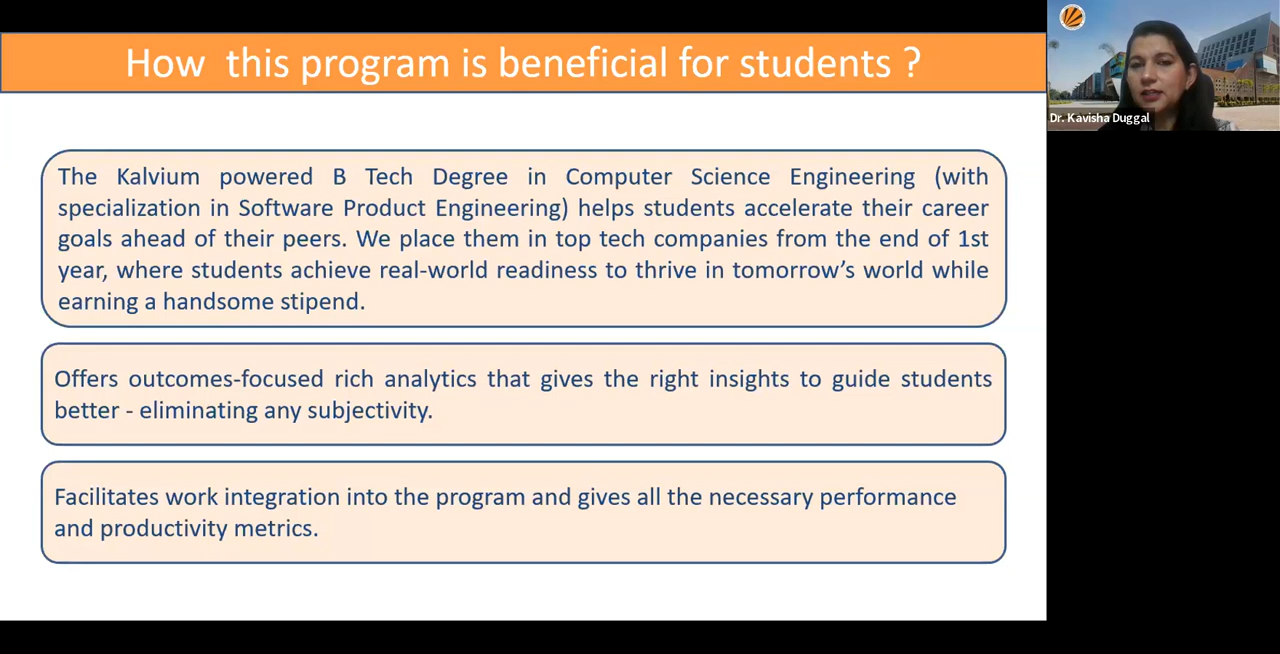 How  this program is beneficial for students ?
Dr. Kavisha Duggal
The Kalvium powered B Tech Degree in Computer Science Engineering (with
specialization in Software Product Engineering) helps students accelerate their career
goals ahead of their peers. We place them in top tech companies from the end of 1st
year, where students achieve real-world readiness to thrive in tomorrow’s world while
earning a handsome stipend.
Offers outcomes-focused rich analytics that gives the right insights to guide students
better - eliminating any subjectivity.
Facilitates work integration into the program and gives all the necessary performance
and productivity metrics.